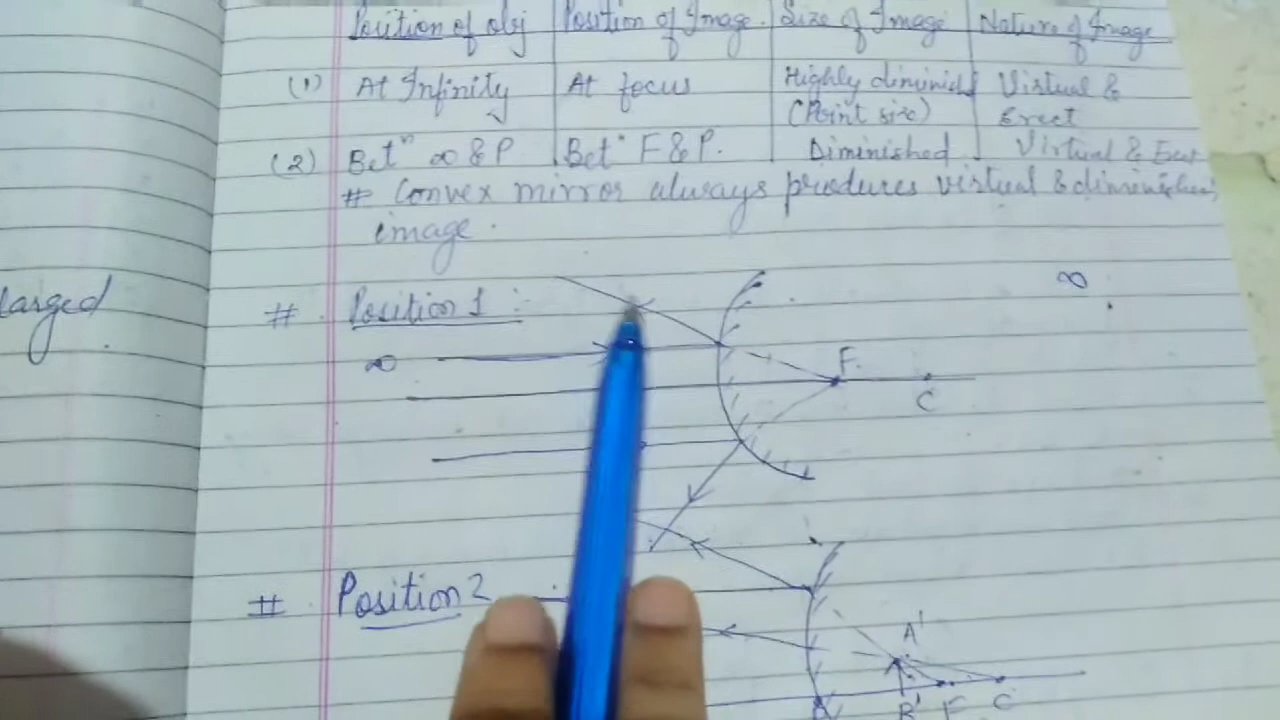 Position of obj Position of Image. Size of Image Nature of Image
(1) At Infinity At focus Highly diminish (Point size) Virtual & Erect
(2) Betⁿ ∞ & P Betⁿ F & P. Diminished Virtual & Erect
# Convex mirror always produces virtual & diminished
image.
larged
# Position 1 :
∞
∞
F.
C
# Position 2
A'
B' F C